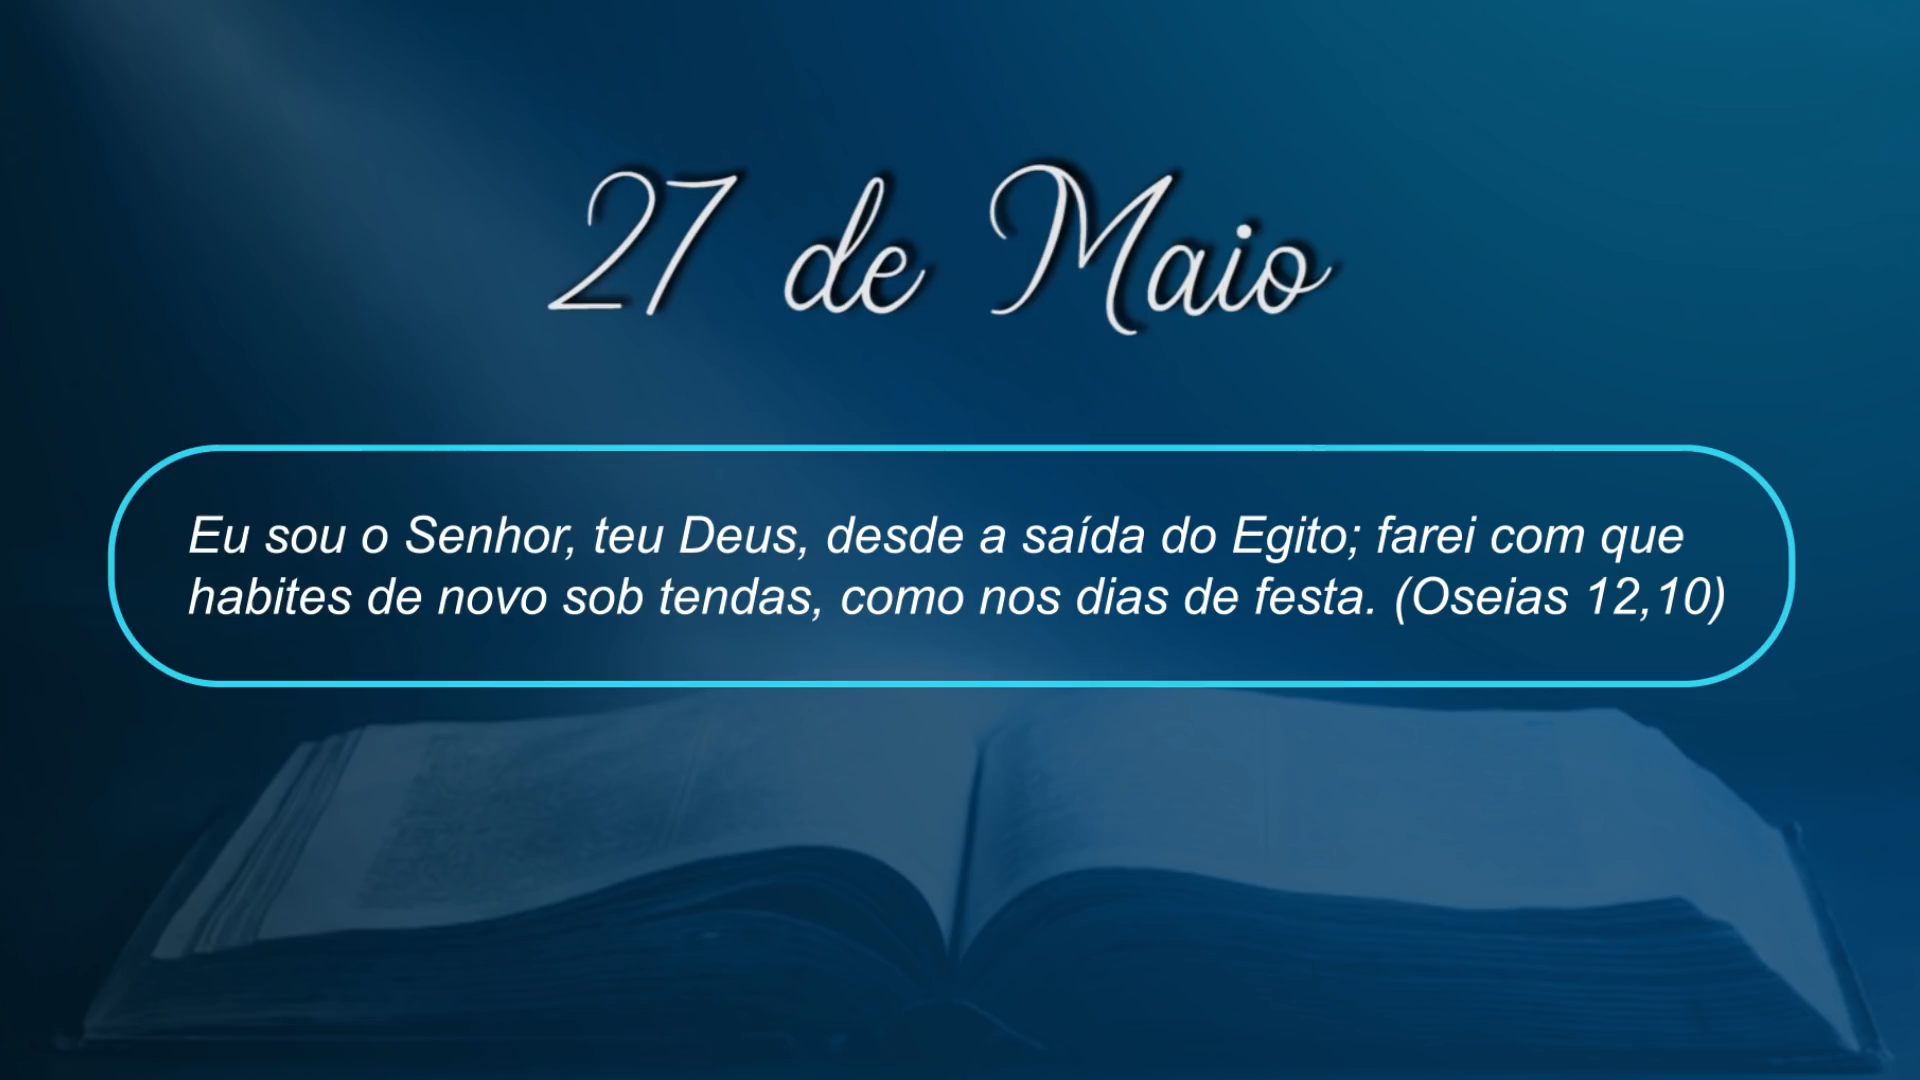 27 de Maio
Eu sou o Senhor, teu Deus, desde a saída do Egito; farei com que
habites de novo sob tendas, como nos dias de festa. (Oseias 12,10)